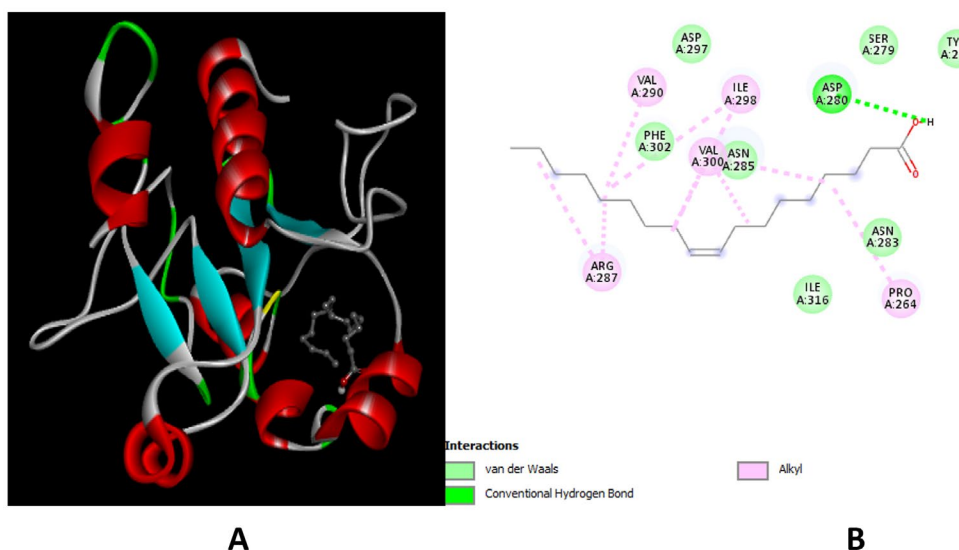 ASP
A:297
SER
A:279
VAL
A:290
ILE
A:298
ASP
A:280
PHE
A:302
VAL
A:300
ASN
A:285
O
H
O
ASN
A:283
ARG
A:287
ILE
A:316
PRO
A:264
Interactions
van der Waals
Conventional Hydrogen Bond
Alkyl
A
B